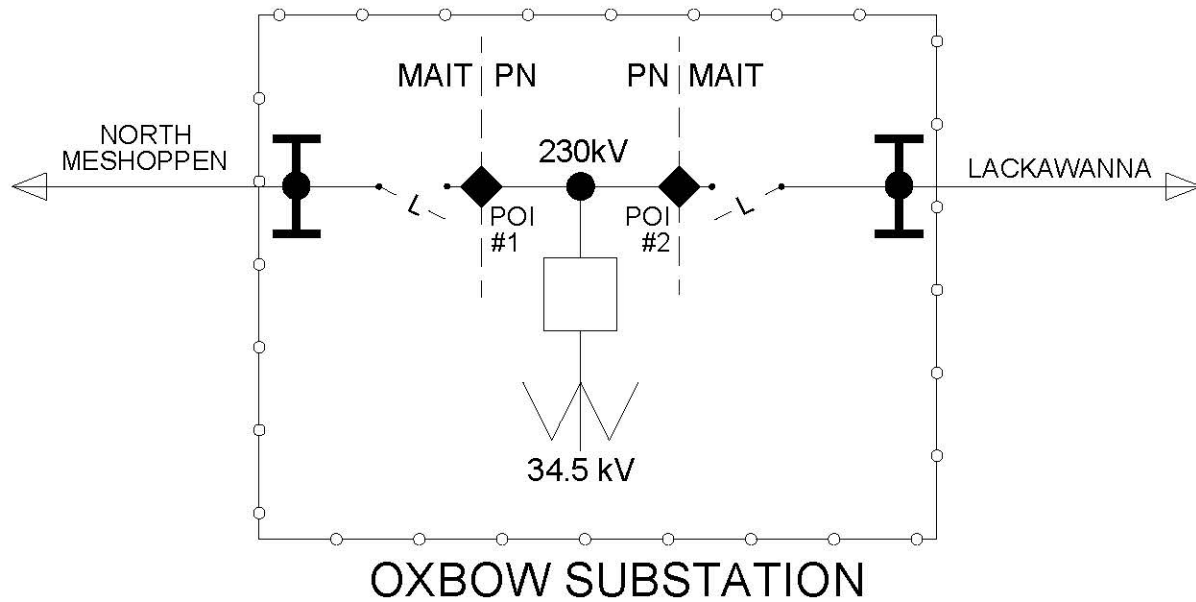 MAIT PN PN MAIT
NORTH
MESHOPPEN
230kV
LACKAWANNA
L L
POI
#1
POI
#2
34.5 kV
OXBOW SUBSTATION